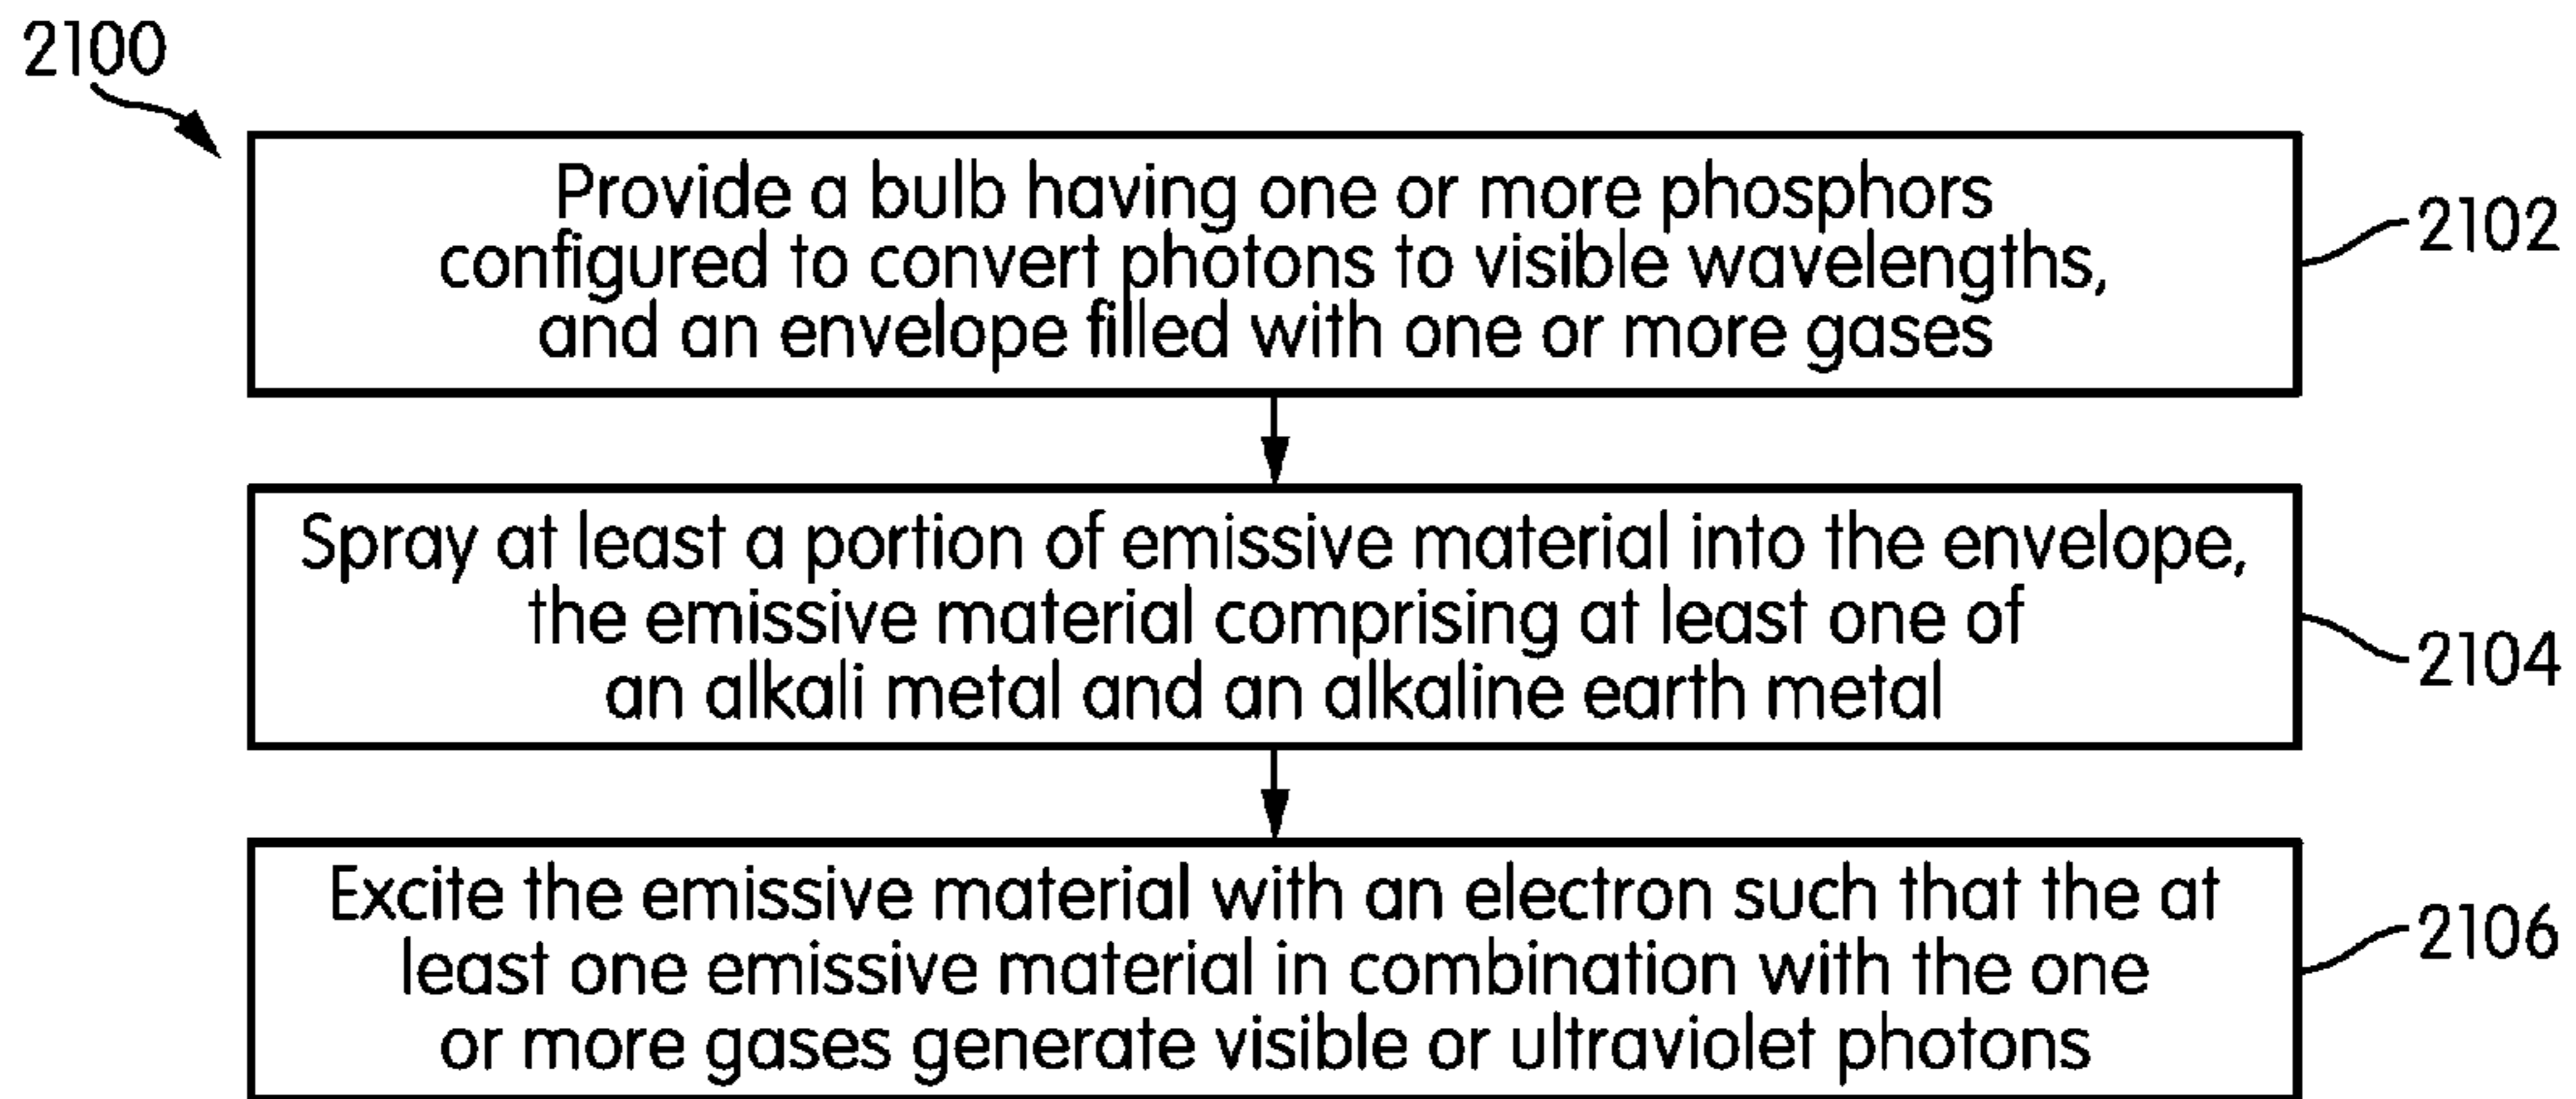 2100
Provide a bulb having one or more phosphors
configured to convert photons to visible wavelengths,
and an envelope filled with one or more gases
2102
Spray at least a portion of emissive material into the envelope,
the emissive material comprising at least one of
an alkali metal and an alkaline earth metal
2104
Excite the emissive material with an electron such that the at
least one emissive material in combination with the one
or more gases generate visible or ultraviolet photons
2106